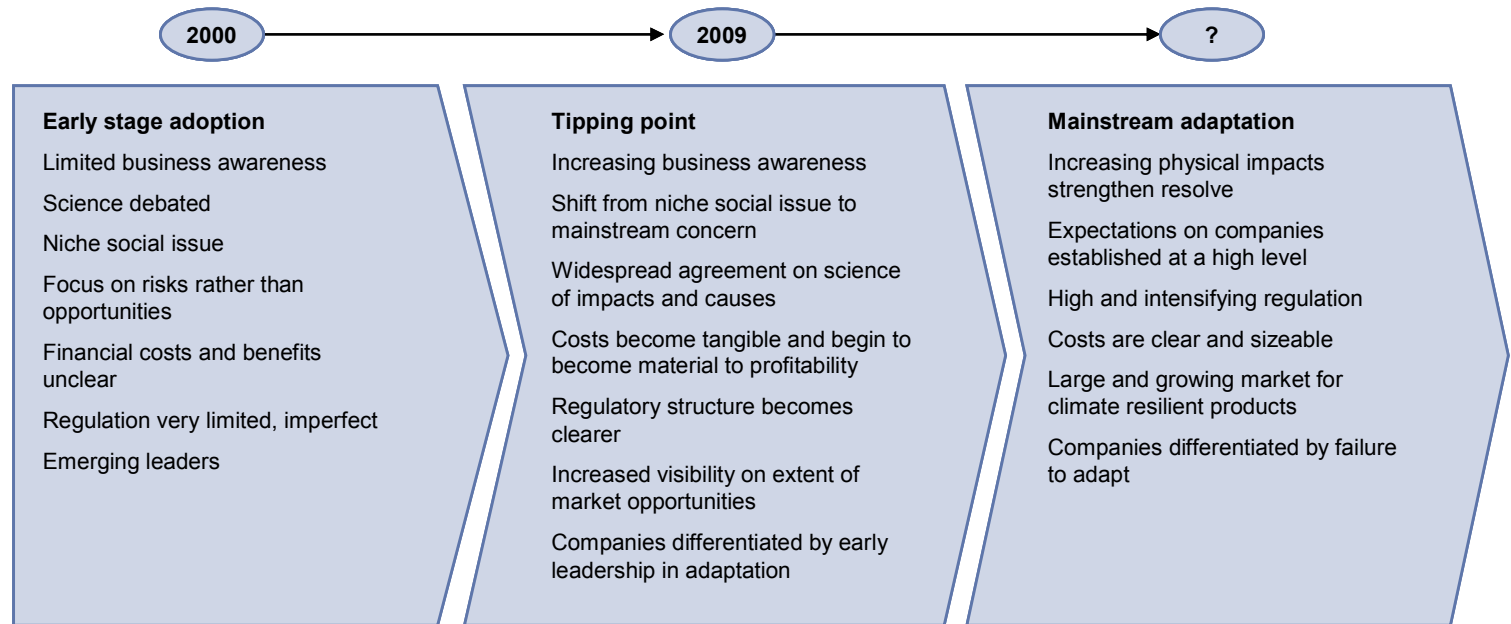 2000
2009
?
Early stage adoption
Limited business awareness
Science debated
Niche social issue
Focus on risks rather than
opportunities
Financial costs and benefits
unclear
Regulation very limited, imperfect
Emerging leaders
Tipping point
Increasing business awareness
Shift from niche social issue to
mainstream concern
Widespread agreement on science
of impacts and causes
Costs become tangible and begin to
become material to profitability
Regulatory structure becomes
clearer
Increased visibility on extent of
market opportunities
Companies differentiated by early
leadership in adaptation
Mainstream adaptation
Increasing physical impacts
strengthen resolve
Expectations on companies
established at a high level
High and intensifying regulation
Costs are clear and sizeable
Large and growing market for
climate resilient products
Companies differentiated by failure
to adapt